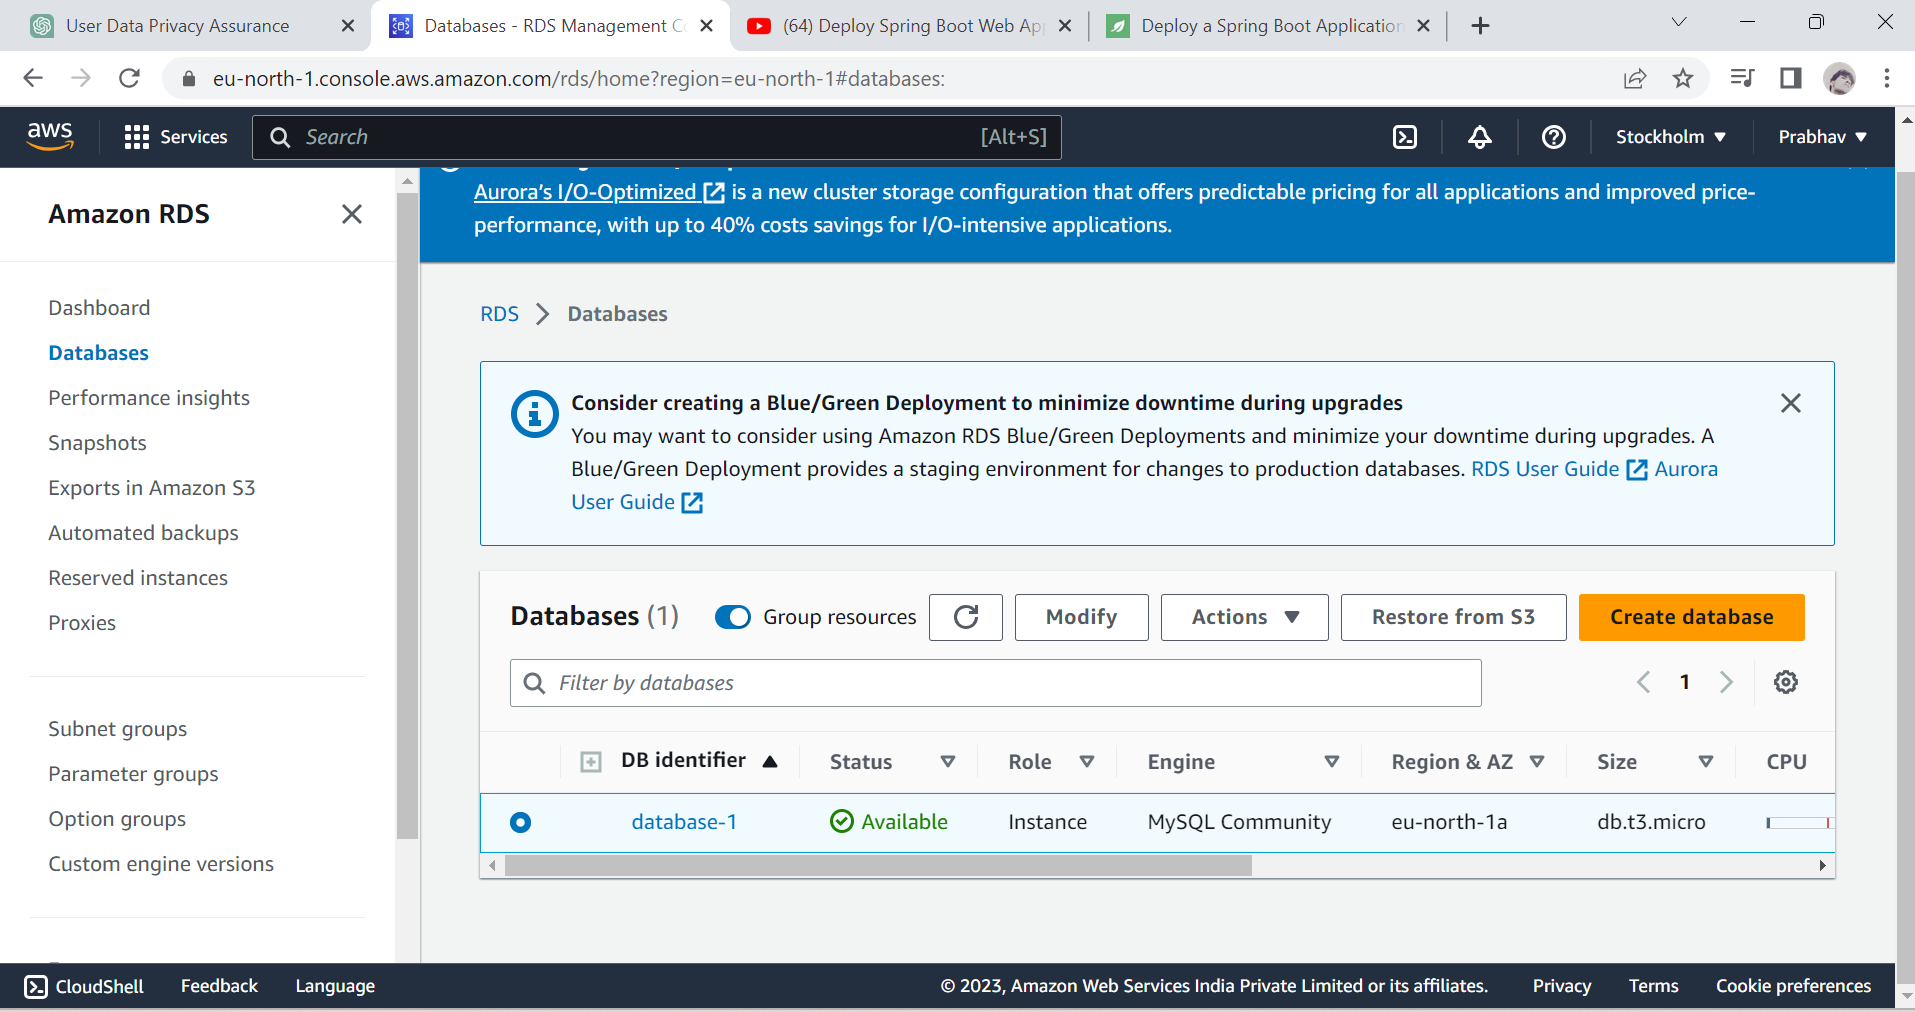 User Data Privacy Assurance
Databases - RDS Management C
(64) Deploy Spring Boot Web Ap
Deploy a Spring Boot Application
eu-north-1.console.aws.amazon.com/rds/home?region=eu-north-1#databases:
aws
Services
Search
[Alt+S]
Stockholm
Prabhav
Amazon RDS
Dashboard
Databases
Performance insights
Snapshots
Exports in Amazon S3
Automated backups
Reserved instances
Proxies
Subnet groups
Parameter groups
Option groups
Custom engine versions
Aurora's I/O-Optimized is a new cluster storage configuration that offers predictable pricing for all applications and improved price-
performance, with up to 40% costs savings for I/O-intensive applications.
RDS > Databases
Consider creating a Blue/Green Deployment to minimize downtime during upgrades
You may want to consider using Amazon RDS Blue/Green Deployments and minimize your downtime during upgrades. A
Blue/Green Deployment provides a staging environment for changes to production databases. RDS User Guide Aurora
User Guide
Databases (1)
Group resources
Modify
Actions
Restore from S3
Create database
Filter by databases
1
DB identifier Status Role Engine Region & AZ Size CPU
database-1 Available Instance MySQL Community eu-north-1a db.t3.micro
CloudShell Feedback Language © 2023, Amazon Web Services India Private Limited or its affiliates. Privacy Terms Cookie preferences